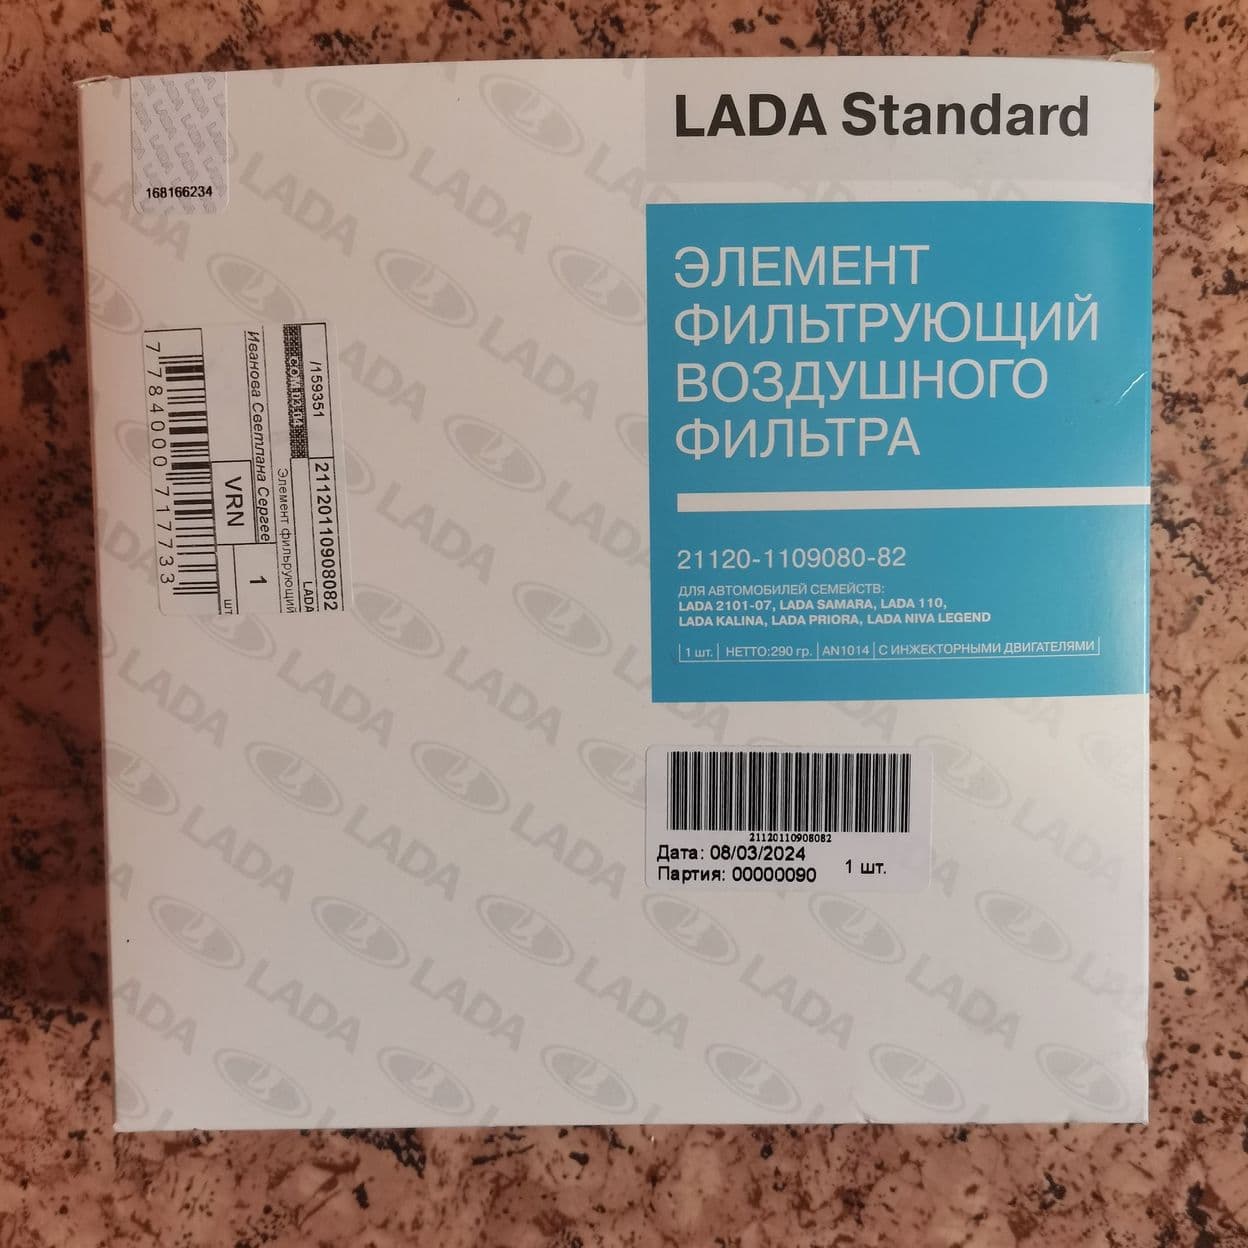 LADA Standard
168166234
ЭЛЕМЕНТ
ФИЛЬТРУЮЩИЙ
ВОЗДУШНОГО
ФИЛЬТРА
21120-1109080-82
ДЛЯ АВТОМОБИЛЕЙ СЕМЕЙСТВ:
LADA 2101-07, LADA SAMARA, LADA 110,
LADA KALINA, LADA PRIORA, LADA NIVA LEGEND
1 шт. НЕТТО:290 гр. AN1014 С ИНЖЕКТОРНЫМИ ДВИГАТЕЛЯМИ
/159351 21120110908082
LADA
Элемент фильрующий
Иванова Светлана Сергее 1
VRN шт
7784000717733
21120110908082
Дата: 08/03/2024
Партия: 00000090 1 шт.